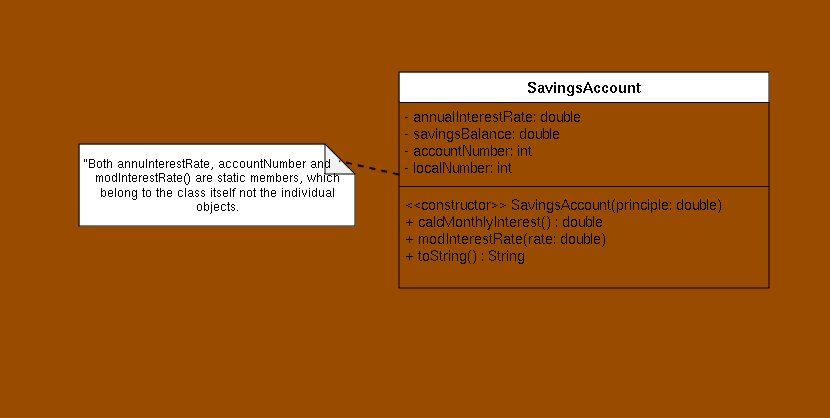 SavingsAccount
- annualInterestRate: double
- savingsBalance: double
- accountNumber: int
- localNumber: int
<<constructor>> SavingsAccount(principle: double)
+ calcMonthlyInterest() : double
+ modInterestRate(rate: double)
+ toString() : String
"Both annuInterestRate, accountNumber and "
modInterestRate() are static members, which
belong to the class itself not the individual
objects.